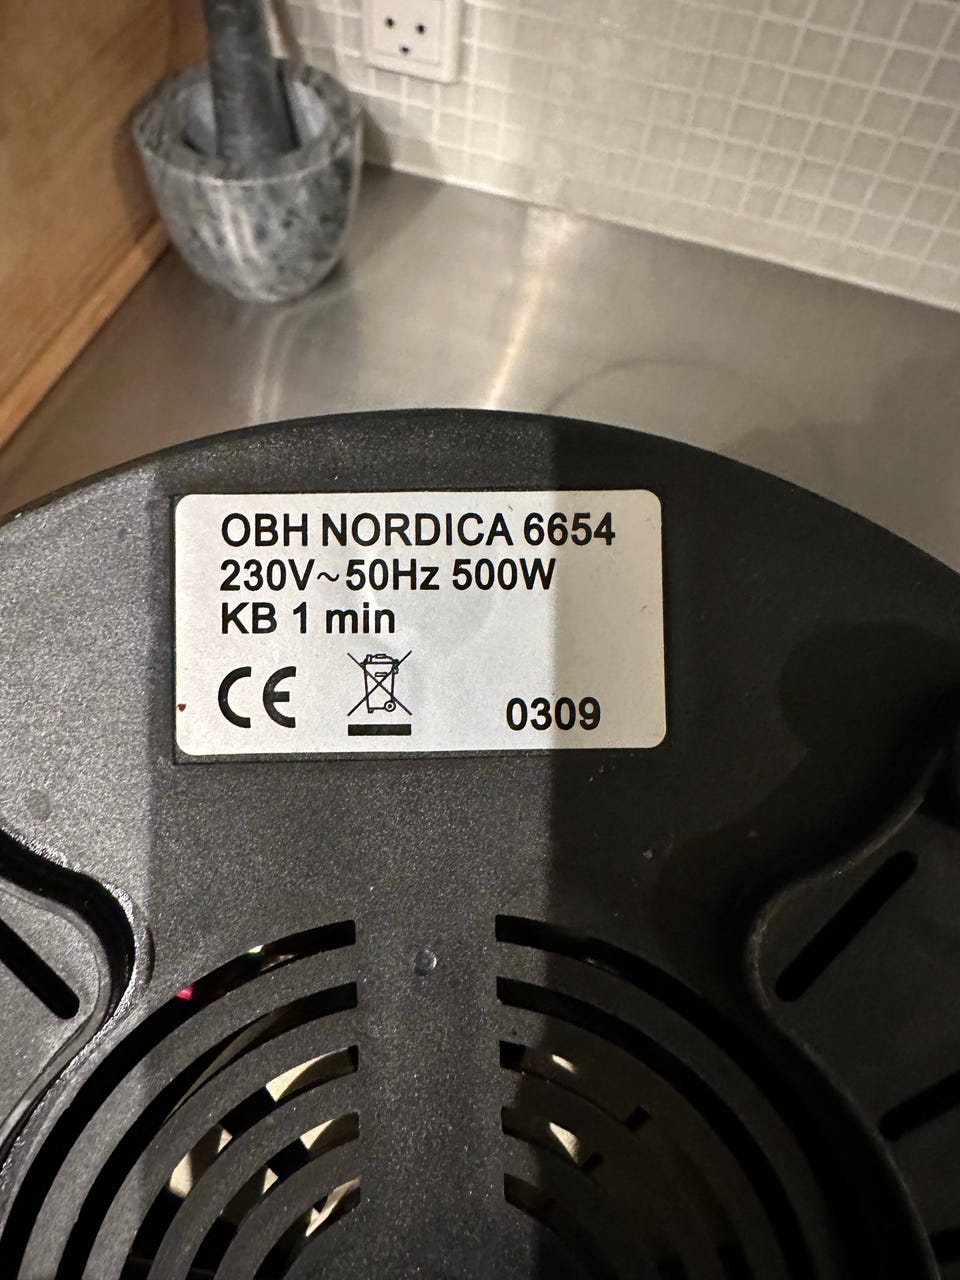 OBH NORDICA 6654
230V~50Hz 500W
KB 1 min
CE 0309